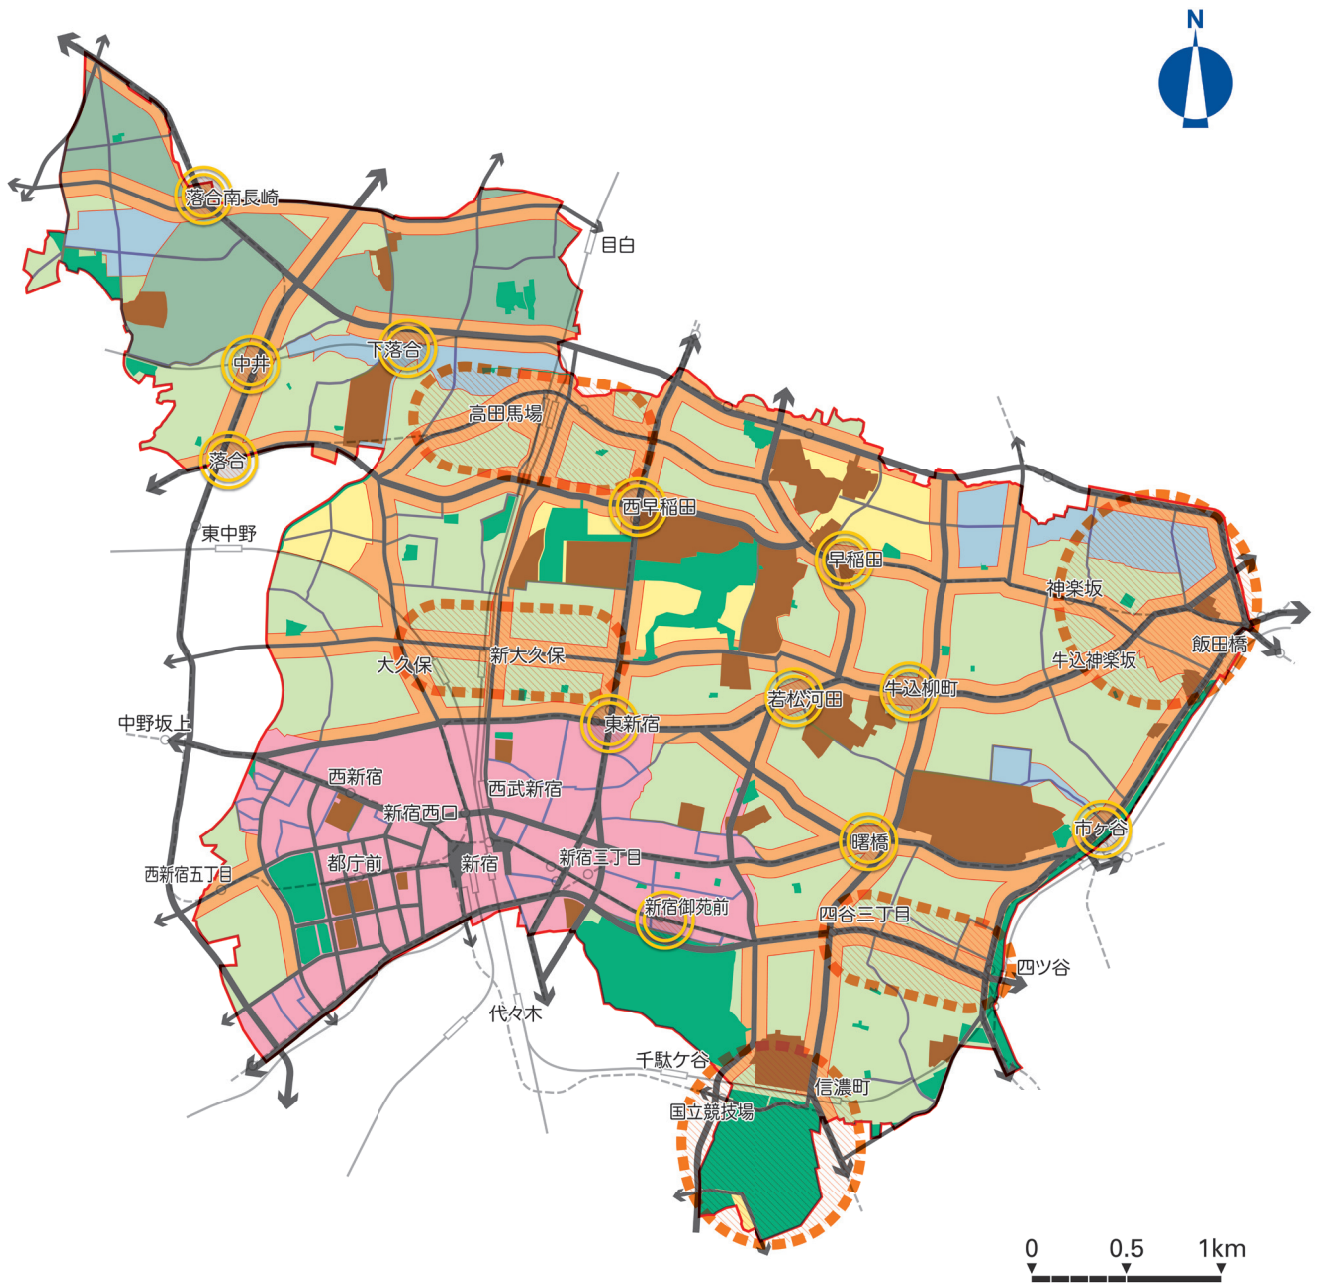 N
落合南長崎
目白
中井
下落合
高田馬場
落合
西早稲田
東中野
早稲田
神楽坂
飯田橋
大久保
新大久保
牛込神楽坂
若松河田
牛込柳町
中野坂上
東新宿
西新宿
西武新宿
新宿西口
市ヶ谷
曙橋
西新宿五丁目
都庁前
新宿
新宿三丁目
新宿御苑前
四谷三丁目
四ツ谷
代々木
千駄ケ谷
信濃町
国立競技場
0 0.5 1km